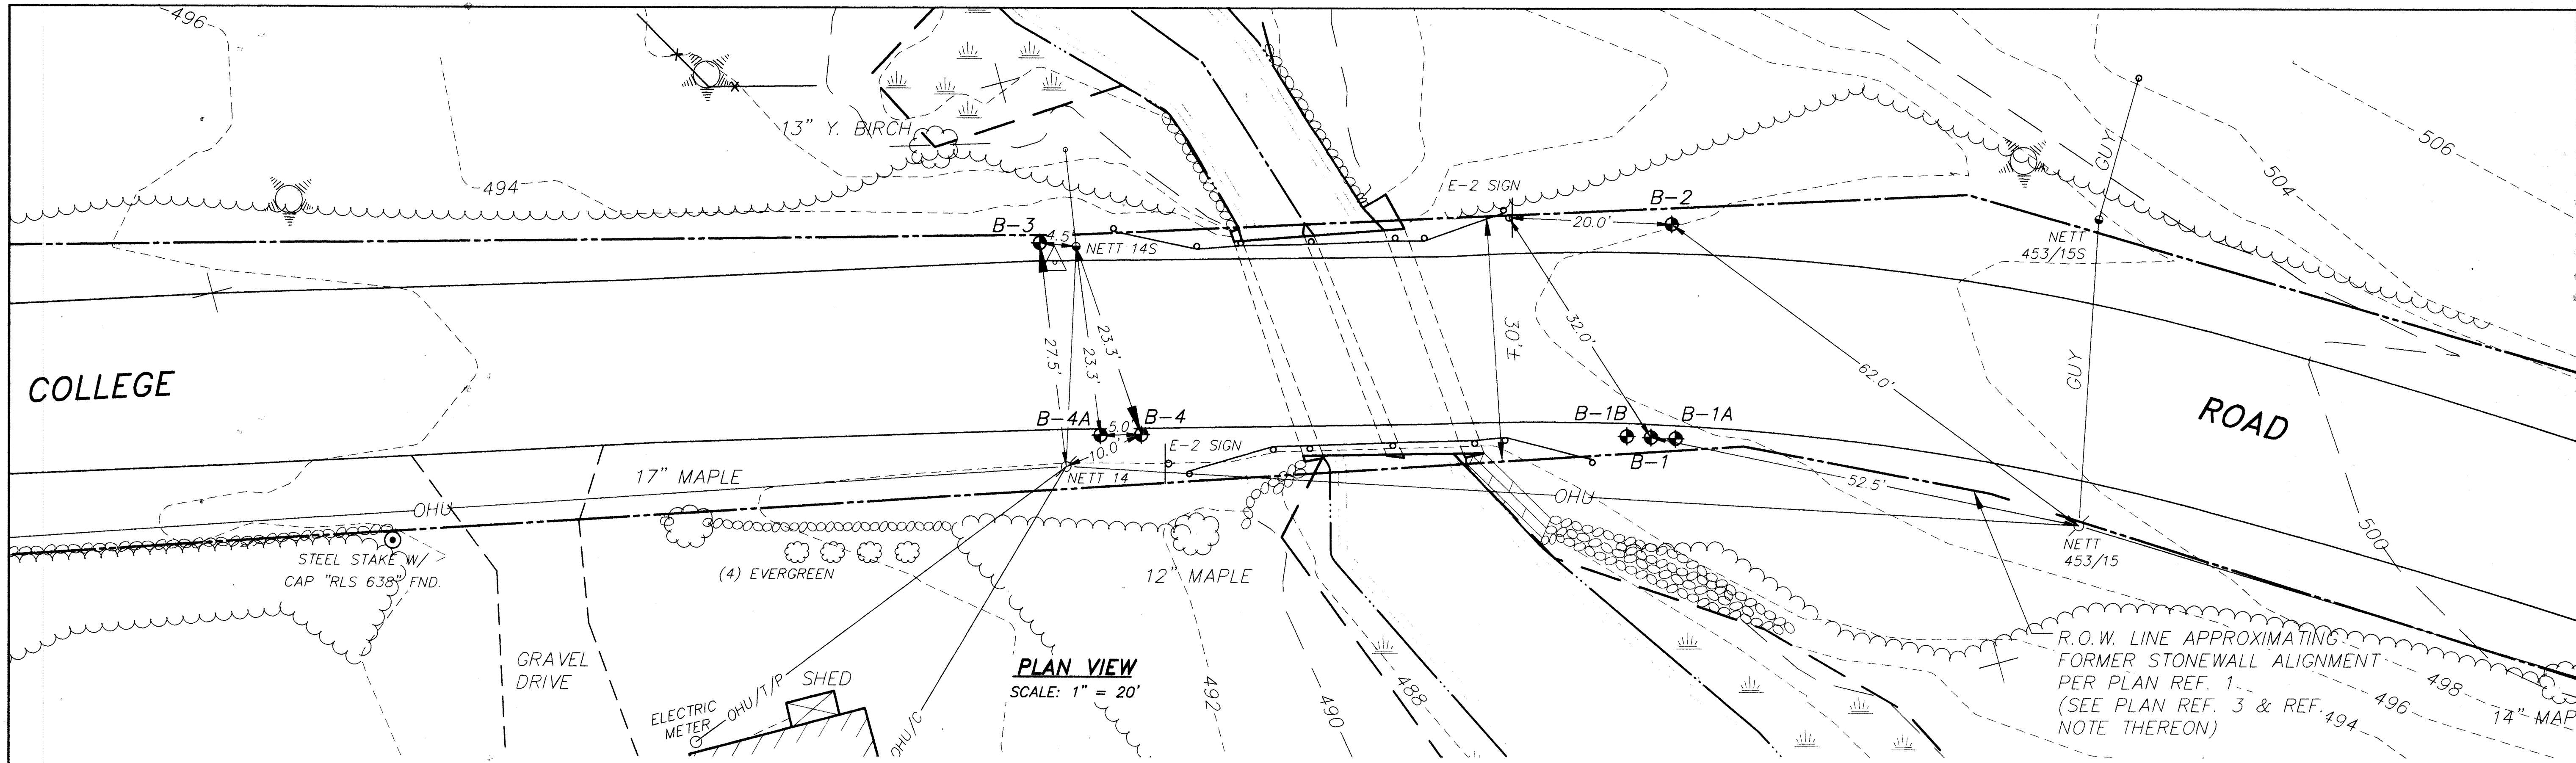 496
13" Y. BIRCH
494
B-3
4.5'
NETT 14S
E-2 SIGN
B-2
20.0'
GUY
504
506
NETT
453/15S
COLLEGE
27.5'
23.3'
23.3'
30'±
32.0'
62.0'
GUY
ROAD
B-4A
5.0'
B-4
10.0'
E-2 SIGN
NETT 14
B-1B
B-1A
B-1
52.5'
OHU
17" MAPLE
OHU
STEEL STAKE W/
CAP "RLS 638" FND.
(4) EVERGREEN
12" MAPLE
NETT
453/15
500
GRAVEL
DRIVE
SHED
ELECTRIC
METER
OHU/T/P
OHU/C
PLAN VIEW
SCALE: 1" = 20'
492
490
488
R.O.W. LINE APPROXIMATING
FORMER STONEWALL ALIGNMENT
PER PLAN REF. 1
(SEE PLAN REF. 3 & REF.
NOTE THEREON)
494
496
498
14" MAP